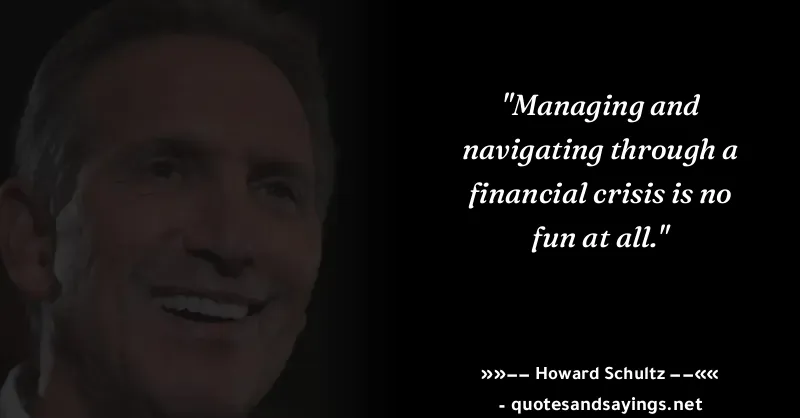 "Managing and
navigating through a
financial crisis is no
fun at all."
»»−− Howard Schultz −−««
- quotesandsayings.net